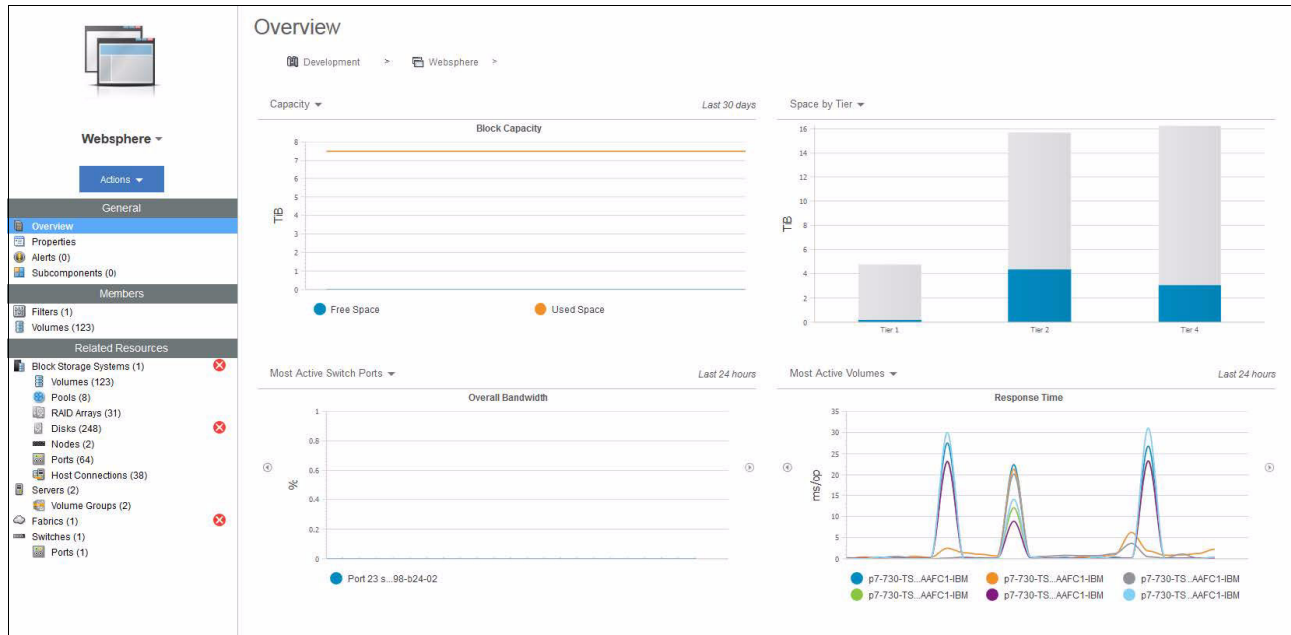 Websphere
Actions
General
Overview
Properties
Alerts (0)
Subcomponents (0)
Members
Filters (1)
Volumes (123)
Related Resources
Block Storage Systems (1)
Volumes (123)
Pools (8)
RAID Arrays (31)
Disks (248)
Nodes (2)
Ports (64)
Host Connections (38)
Servers (2)
Volume Groups (2)
Fabrics (1)
Switches (1)
Ports (1)
Overview
Development > Websphere >
Capacity Last 30 days
Block Capacity
8
7
6
5
4
3
2
1
0
TiB
Free Space Used Space
Space by Tier
16
14
12
10
8
6
4
2
0
TiB
Tier 1 Tier 2 Tier 4
Most Active Switch Ports Last 24 hours
Overall Bandwidth
1
0.8
0.6
0.4
0.2
0
%
Port 23 s...98-b24-02
Most Active Volumes Last 24 hours
Response Time
35
30
25
20
15
10
5
0
ms/op
p7-730-TS...AAFC1-IBM p7-730-TS...AAFC1-IBM p7-730-TS...AAFC1-IBM
p7-730-TS...AAFC1-IBM p7-730-TS...AAFC1-IBM p7-730-TS...AAFC1-IBM